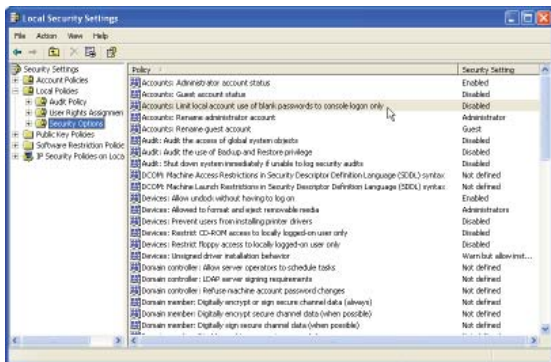 Local Security Settings
File Action View Help
Security Settings
Account Policies
Local Policies
Audit Policy
User Rights Assignmen
Security Options
Public Key Policies
Software Restriction Policie
IP Security Policies on Loca
Policy Security Setting
Accounts: Administrator account status Enabled
Accounts: Guest account status Disabled
Accounts: Limit local account use of blank passwords to console logon only Disabled
Accounts: Rename administrator account Administrator
Accounts: Rename guest account Guest
Audit: Audit the access of global system objects Disabled
Audit: Audit the use of Backup and Restore privilege Disabled
Audit: Shut down system immediately if unable to log security audits Disabled
DCOM: Machine Access Restrictions in Security Descriptor Definition Language (SDDL) syntax Not defined
DCOM: Machine Launch Restrictions in Security Descriptor Definition Language (SDDL) syntax Not defined
Devices: Allow undock without having to log on Enabled
Devices: Allowed to format and eject removable media Administrators
Devices: Prevent users from installing printer drivers Disabled
Devices: Restrict CD-ROM access to locally logged-on user only Disabled
Devices: Restrict floppy access to locally logged-on user only Disabled
Devices: Unsigned driver installation behavior Warn but allow inst...
Domain controller: Allow server operators to schedule tasks Not defined
Domain controller: LDAP server signing requirements Not defined
Domain controller: Refuse machine account password changes Not defined
Domain member: Digitally encrypt or sign secure channel data (always) Not defined
Domain member: Digitally encrypt secure channel data (when possible) Not defined
Domain member: Digitally sign secure channel data (when possible) Not defined